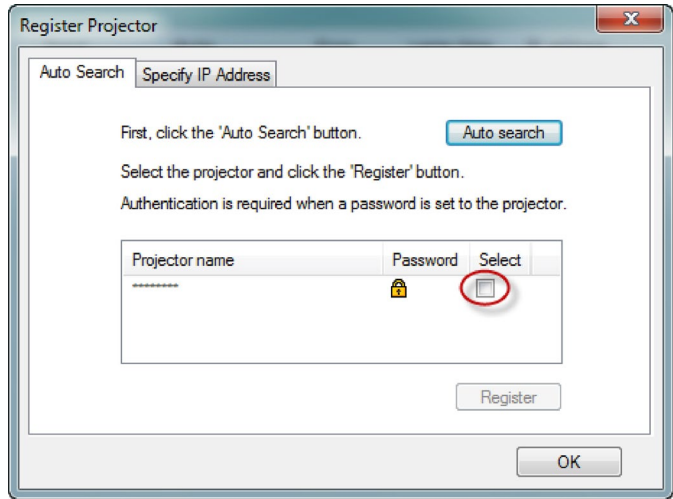 Register Projector
Auto Search
Specify IP Address
First, click the 'Auto Search' button.
Auto search
Select the projector and click the 'Register' button.
Authentication is required when a password is set to the projector.
Projector name
Password
Select
********
Register
OK